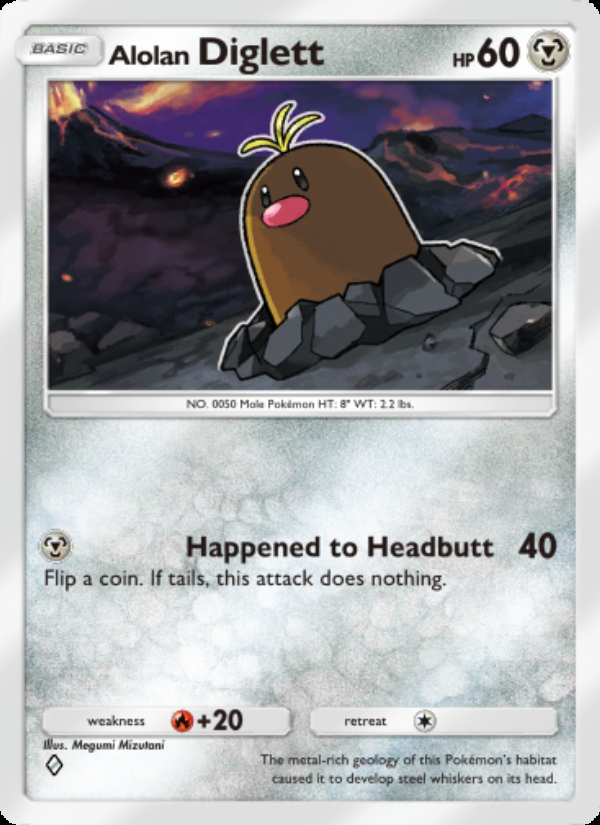 BASIC Alolan Diglett HP 60
NO. 0050 Mole Pokémon HT: 8" WT: 2.2 lbs.
Happened to Headbutt 40
Flip a coin. If tails, this attack does nothing.
weakness +20 retreat
Illus. Megumi Mizutani
The metal-rich geology of this Pokémon's habitat
caused it to develop steel whiskers on its head.